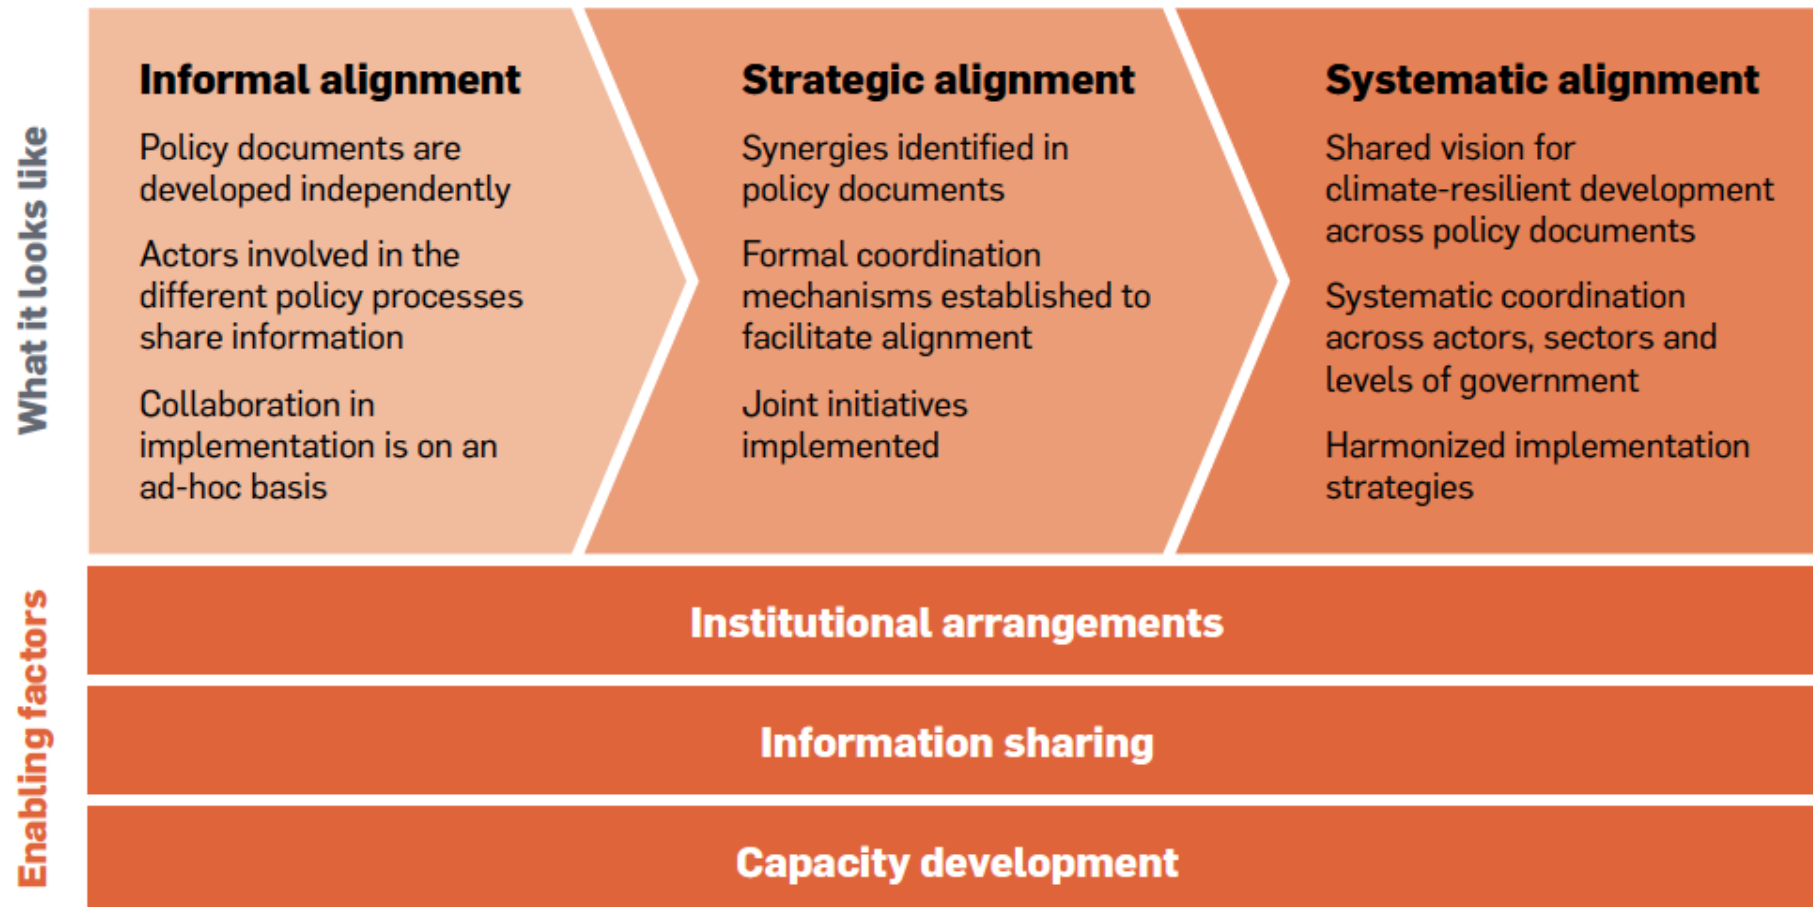 What it looks like
Informal alignment
Policy documents are
developed independently
Actors involved in the
different policy processes
share information
Collaboration in
implementation is on an
ad-hoc basis
Strategic alignment
Synergies identified in
policy documents
Formal coordination
mechanisms established to
facilitate alignment
Joint initiatives
implemented
Systematic alignment
Shared vision for
climate-resilient development
across policy documents
Systematic coordination
across actors, sectors and
levels of government
Harmonized implementation
strategies
Enabling factors
Institutional arrangements
Information sharing
Capacity development